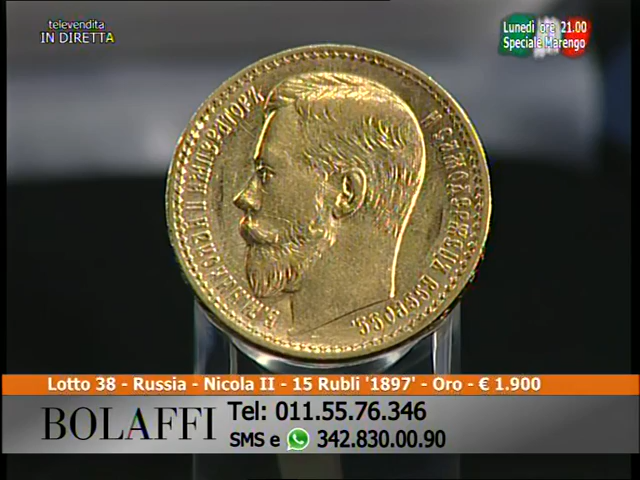 televendita
IN DIRETTA
Lunedì ore 21.00
Speciale Marengo
Lotto 38 - Russia - Nicola II - 15 Rubli '1897' - Oro - € 1.900
BOLAFFI
Tel: 011.55.76.346
SMS e 342.830.00.90